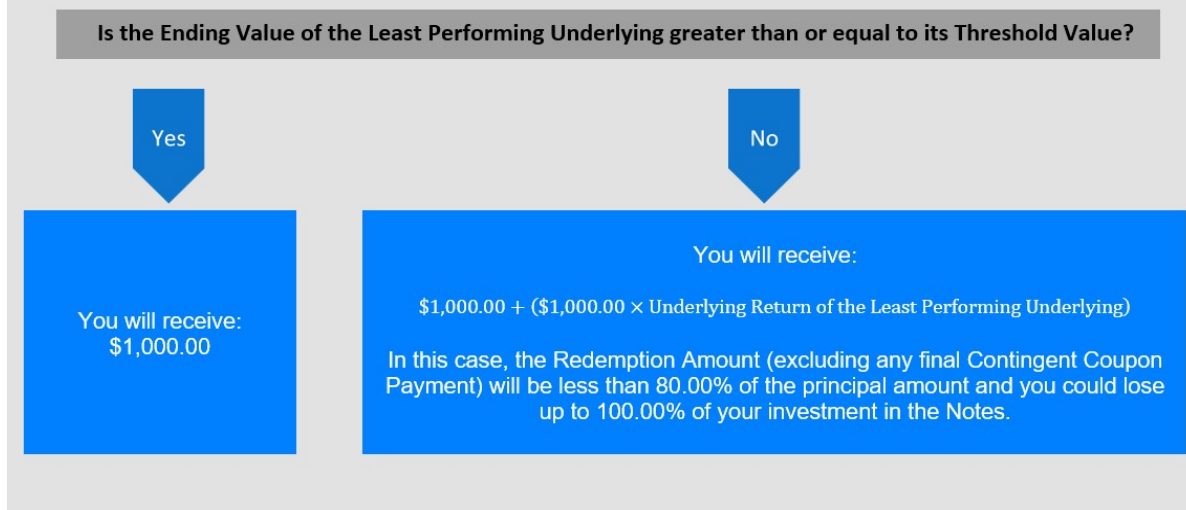 Is the Ending Value of the Least Performing Underlying greater than or equal to its Threshold Value?
Yes
No
You will receive:
$1,000.00
You will receive:
$1,000.00 + ($1,000.00 × Underlying Return of the Least Performing Underlying)
In this case, the Redemption Amount (excluding any final Contingent Coupon
Payment) will be less than 80.00% of the principal amount and you could lose
up to 100.00% of your investment in the Notes.